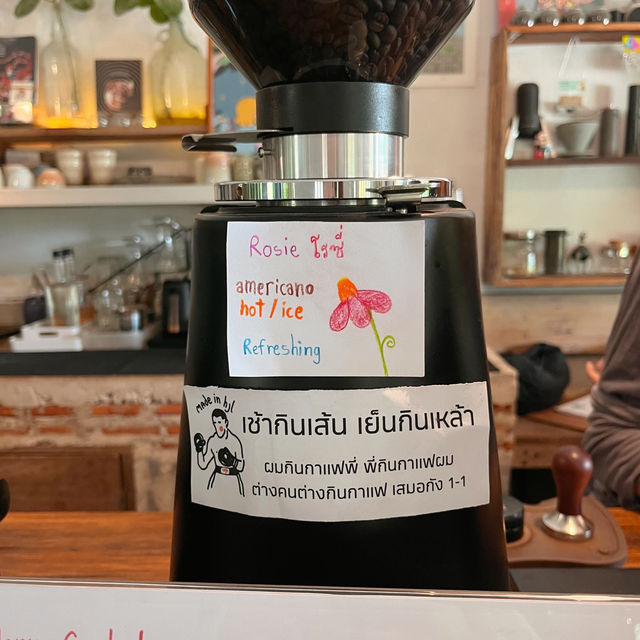 Rosie โรซี่
americano
hot / ice
Refreshing
made in hjl
เช้ากินเส้น เย็นกินเหล้า
ผมกินกาแฟพี่ พี่กินกาแฟผม
ต่างคนต่างกินกาแฟ เสมอกัง 1-1